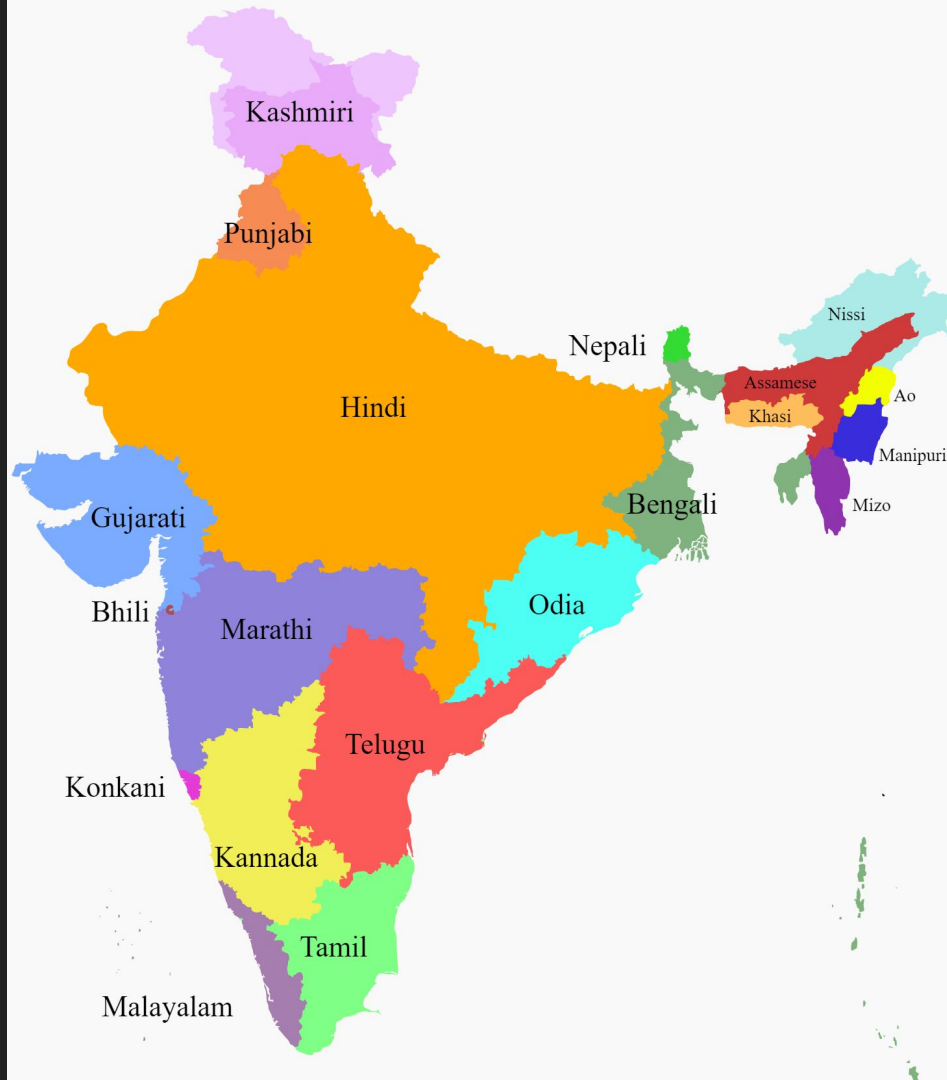 Kashmiri
Punjabi
Nissi
Nepali
Assamese
Ao
Hindi
Khasi
Manipuri
Bengali
Mizo
Gujarati
Bhili
Odia
Marathi
Telugu
Konkani
Kannada
Tamil
Malayalam